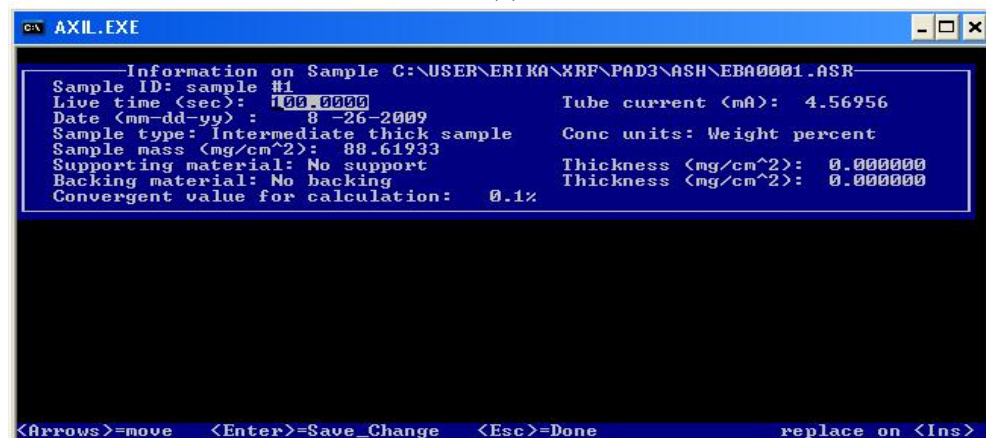 AXIL.EXE
Information on Sample C:\USER\ERIKA\XRF\PAD3\ASH\EBA0001.ASR
Sample ID: sample #1
Live time (sec): 100.0000 Tube current (mA): 4.56956
Date (mm-dd-yy) : 8 -26-2009
Sample type: Intermediate thick sample Conc units: Weight percent
Sample mass (mg/cm^2): 88.61933
Supporting material: No support Thickness (mg/cm^2): 0.000000
Backing material: No backing Thickness (mg/cm^2): 0.000000
Convergent value for calculation: 0.1%
<Arrows>=move <Enter>=Save_Change <Esc>=Done replace on <Ins>